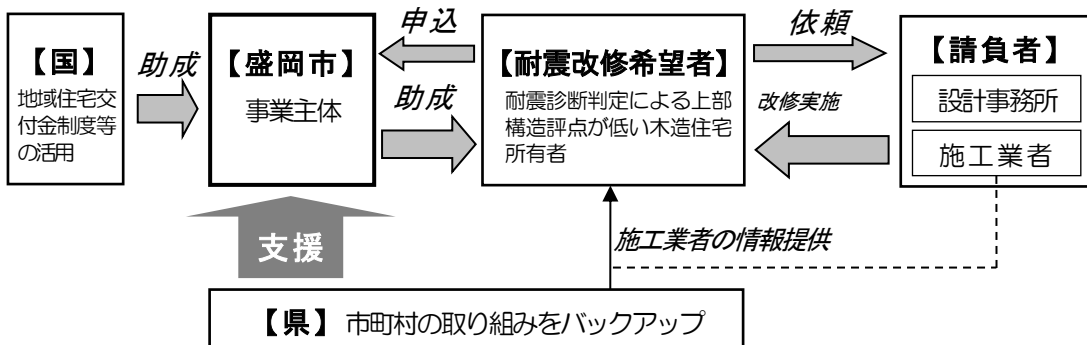 【国】
地域住宅交
付金制度等
の活用
助成
【盛岡市】
事業主体
申込
助成
【耐震改修希望者】
耐震診断判定による上部
構造評点が低い木造住宅
所有者
依頼
改修実施
【請負者】
設計事務所
施工業者
支援
施工業者の情報提供
【県】市町村の取り組みをバックアップ